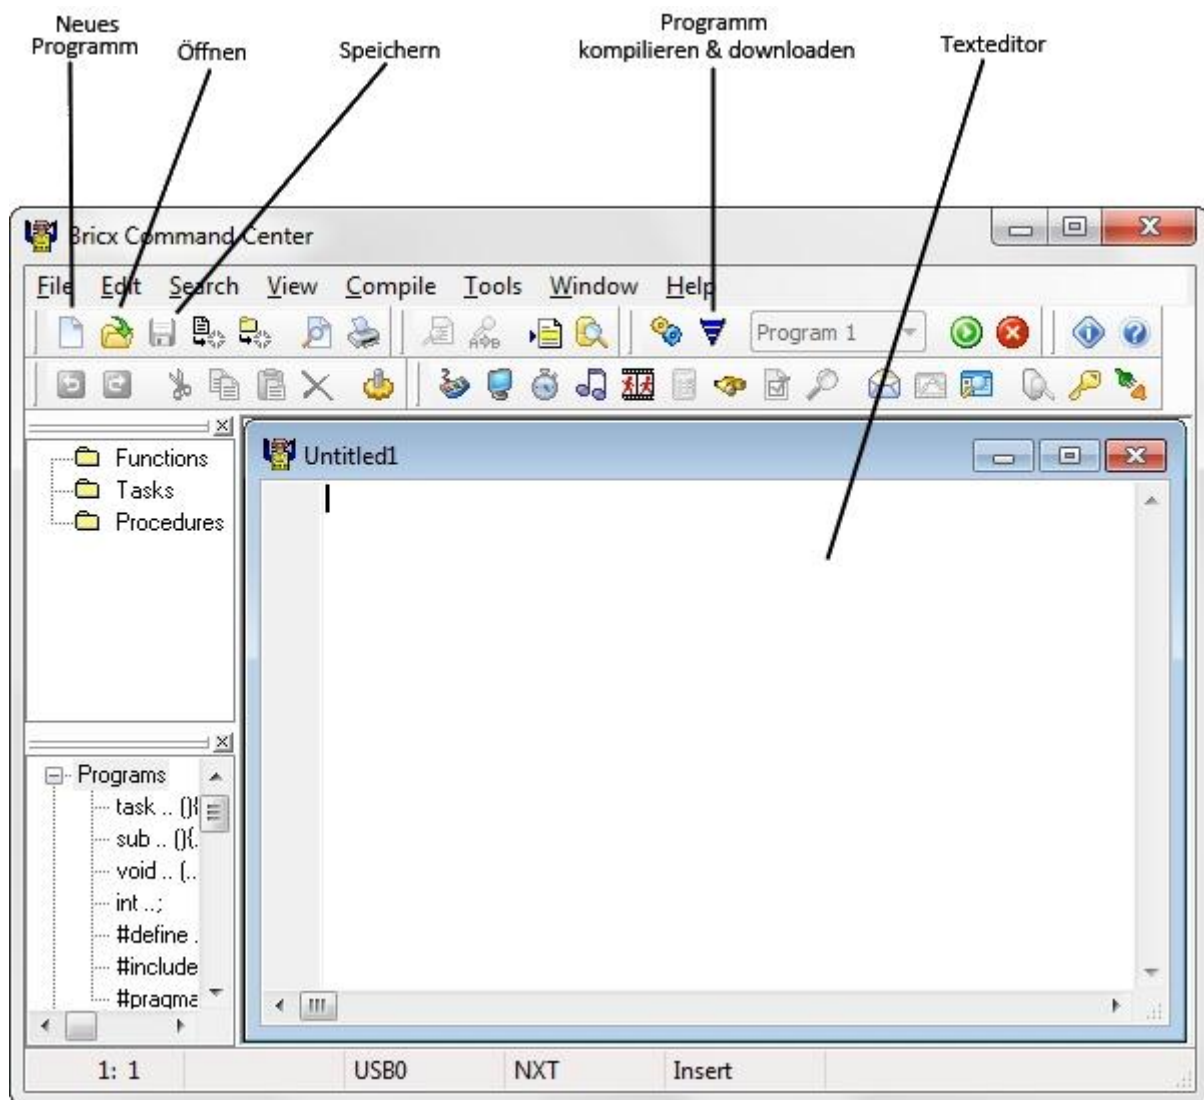 Neues
Programm
Öffnen
Speichern
Programm
kompilieren & downloaden
Texteditor
Bricx Command Center
File Edit Search View Compile Tools Window Help
Program 1
Functions
Tasks
Procedures
Untitled1
Programs
task .. (){
sub .. (){.
void .. (..
int ..;
#define .
#include
#pragma
1: 1 USB0 NXT Insert